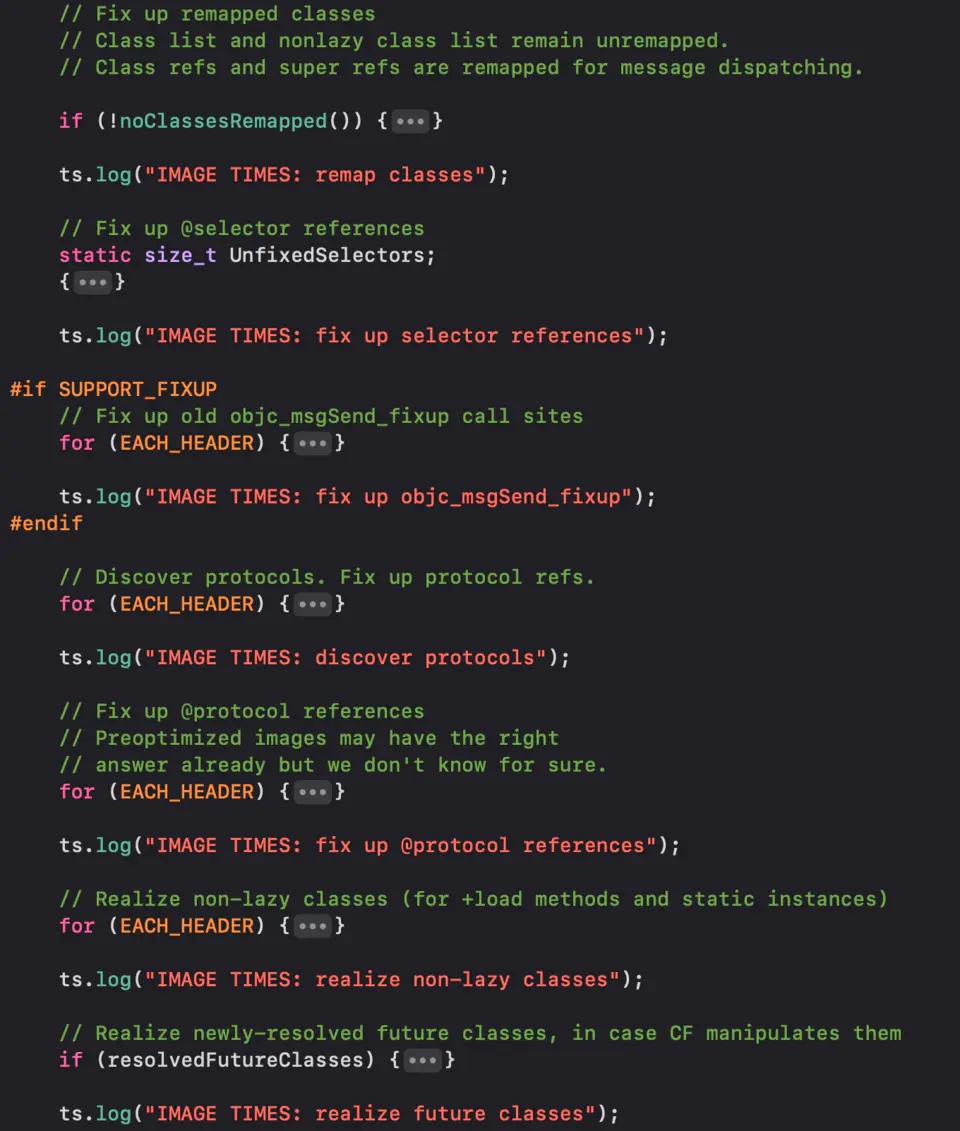 // Fix up remapped classes
// Class list and nonlazy class list remain unremapped.
// Class refs and super refs are remapped for message dispatching.
if (!noClassesRemapped()) {•••}
ts.log("IMAGE TIMES: remap classes");
// Fix up @selector references
static size_t UnfixedSelectors;
{•••}
ts.log("IMAGE TIMES: fix up selector references");
#if SUPPORT_FIXUP
// Fix up old objc_msgSend_fixup call sites
for (EACH_HEADER) {•••}
ts.log("IMAGE TIMES: fix up objc_msgSend_fixup");
#endif
// Discover protocols. Fix up protocol refs.
for (EACH_HEADER) {•••}
ts.log("IMAGE TIMES: discover protocols");
// Fix up @protocol references
// Preoptimized images may have the right
// answer already but we don't know for sure.
for (EACH_HEADER) {•••}
ts.log("IMAGE TIMES: fix up @protocol references");
// Realize non-lazy classes (for +load methods and static instances)
for (EACH_HEADER) {•••}
ts.log("IMAGE TIMES: realize non-lazy classes");
// Realize newly-resolved future classes, in case CF manipulates them
if (resolvedFutureClasses) {•••}
ts.log("IMAGE TIMES: realize future classes");